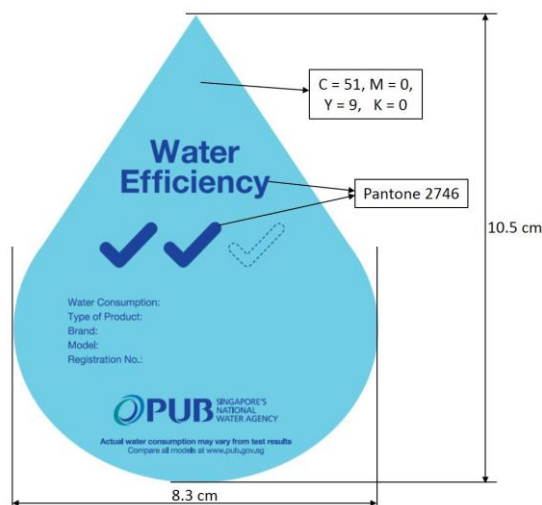 C = 51, M = 0,
Y = 9, K = 0
Water
Efficiency
Pantone 2746
10.5 cm
Water Consumption:
Type of Product:
Brand:
Model:
Registration No.:
PUB
SINGAPORE'S
NATIONAL
WATER AGENCY
Actual water consumption may vary from test results
Compare all models at www.pub.gov.sg
8.3 cm